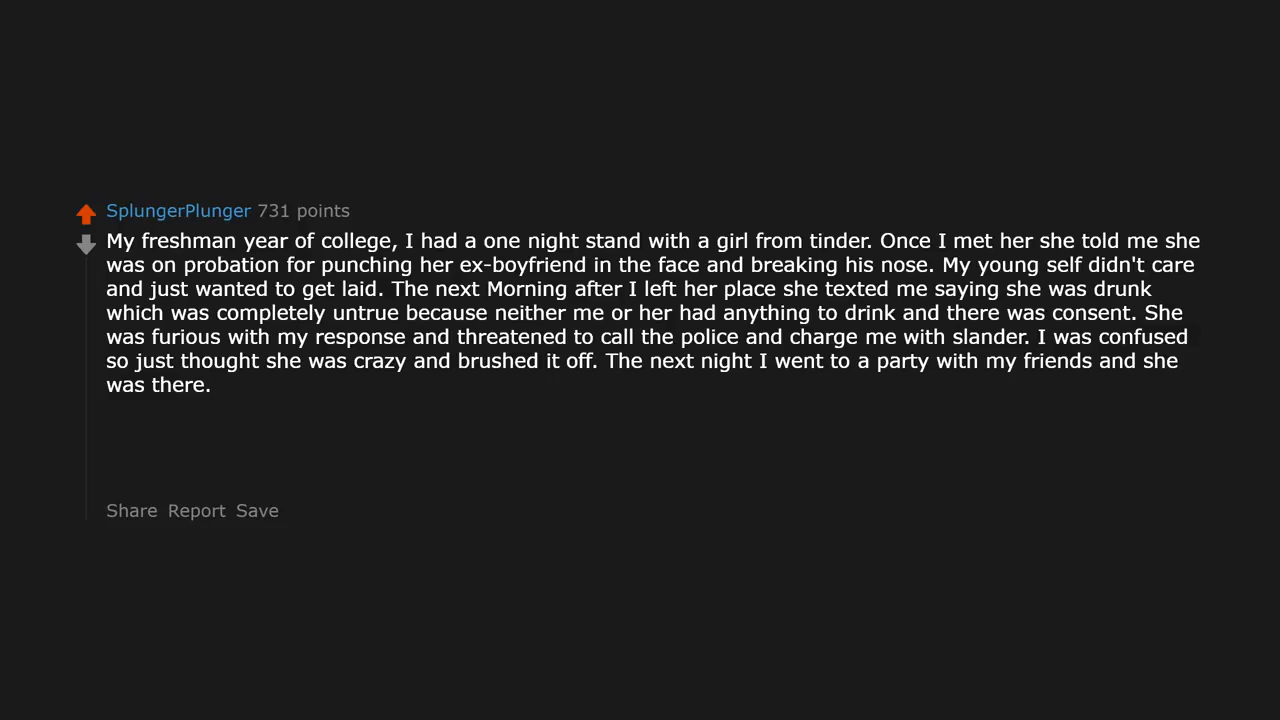 SplungerPlunger 731 points
My freshman year of college, I had a one night stand with a girl from tinder. Once I met her she told me she
was on probation for punching her ex-boyfriend in the face and breaking his nose. My young self didn't care
and just wanted to get laid. The next Morning after I left her place she texted me saying she was drunk
which was completely untrue because neither me or her had anything to drink and there was consent. She
was furious with my response and threatened to call the police and charge me with slander. I was confused
so just thought she was crazy and brushed it off. The next night I went to a party with my friends and she
was there.
Share Report Save